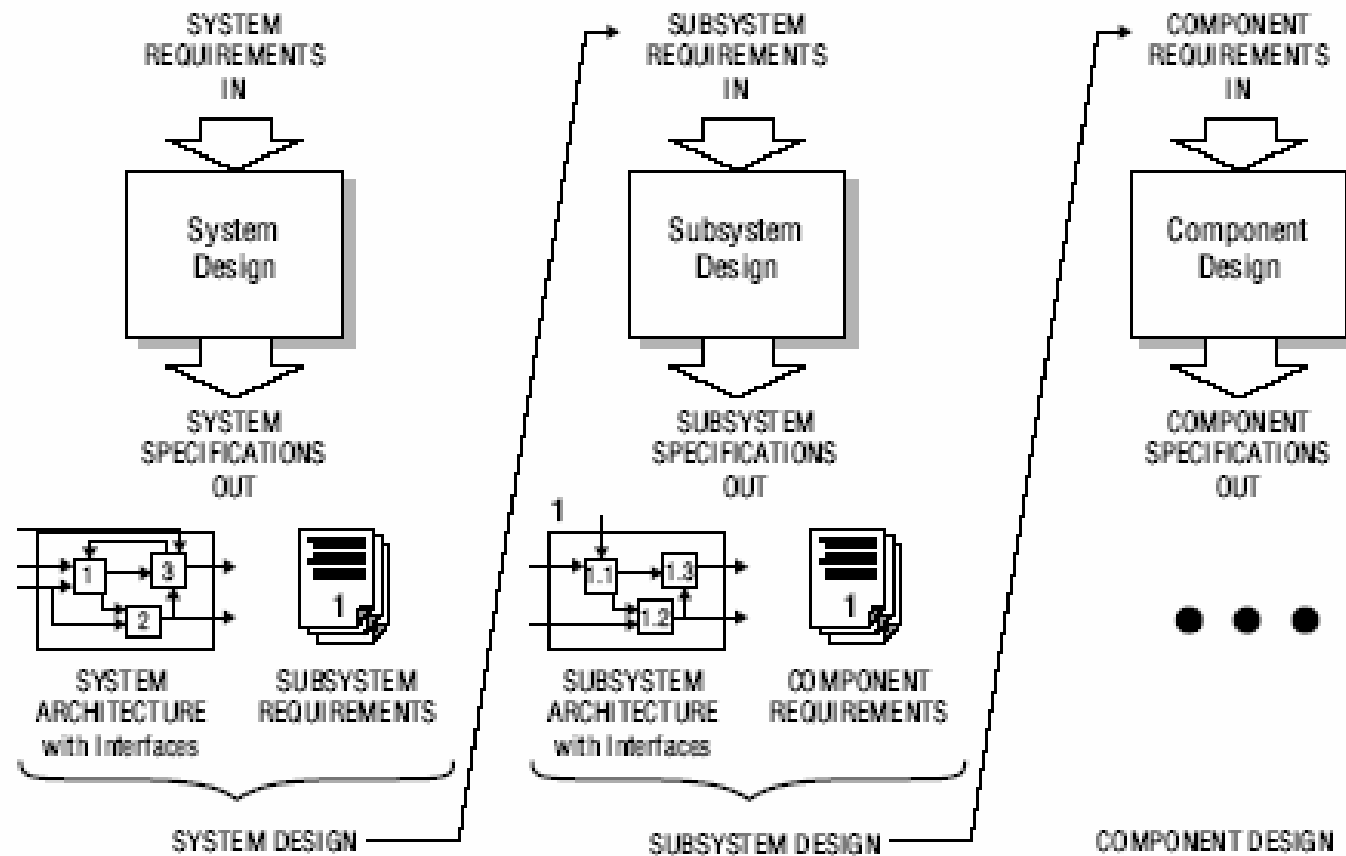 SYSTEM
REQUIREMENTS
IN
System
Design
SYSTEM
SPECIFICATIONS
OUT
1
3
2
1
SYSTEM
ARCHITECTURE
with Interfaces
SUBSYSTEM
REQUIREMENTS
SYSTEM DESIGN
SUBSYSTEM
REQUIREMENTS
IN
Subsystem
Design
SUBSYSTEM
SPECIFICATIONS
OUT
1
1.1
1.3
1.2
1
SUBSYSTEM
ARCHITECTURE
with Interfaces
COMPONENT
REQUIREMENTS
SUBSYSTEM DESIGN
COMPONENT
REQUIREMENTS
IN
Component
Design
COMPONENT
SPECIFICATIONS
OUT
COMPONENT DESIGN